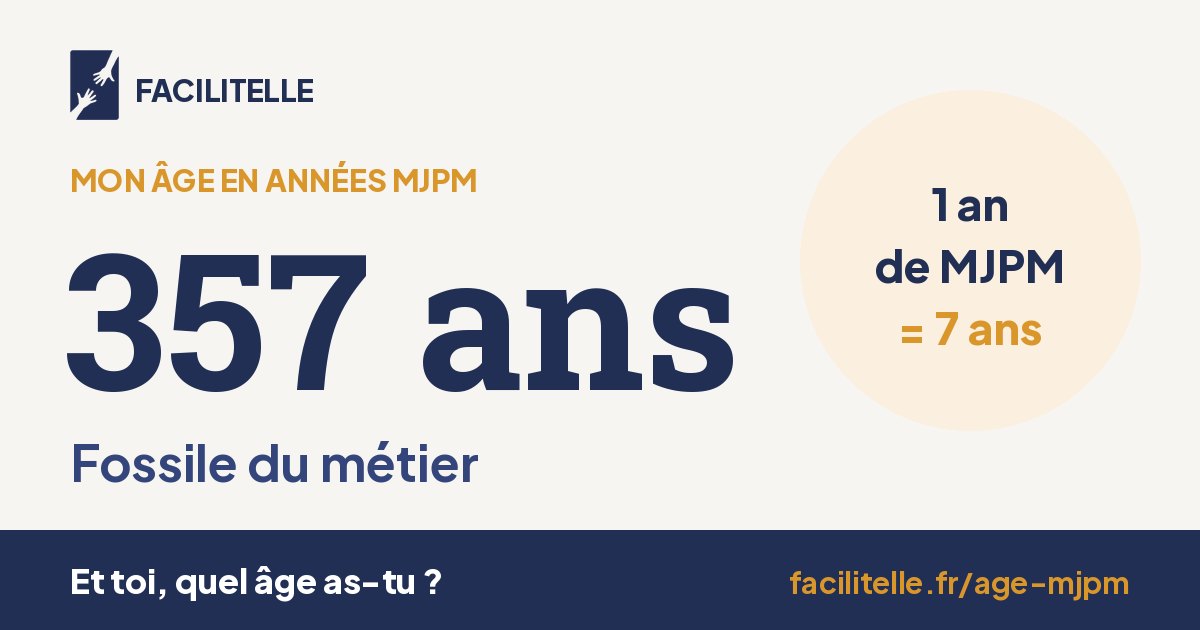 FACILITELLE
MON ÂGE EN ANNÉES MJPM
357 ans
Fossile du métier
1 an
de MJPM
= 7 ans
Et toi, quel âge as-tu ?
facilitelle.fr/age-mjpm